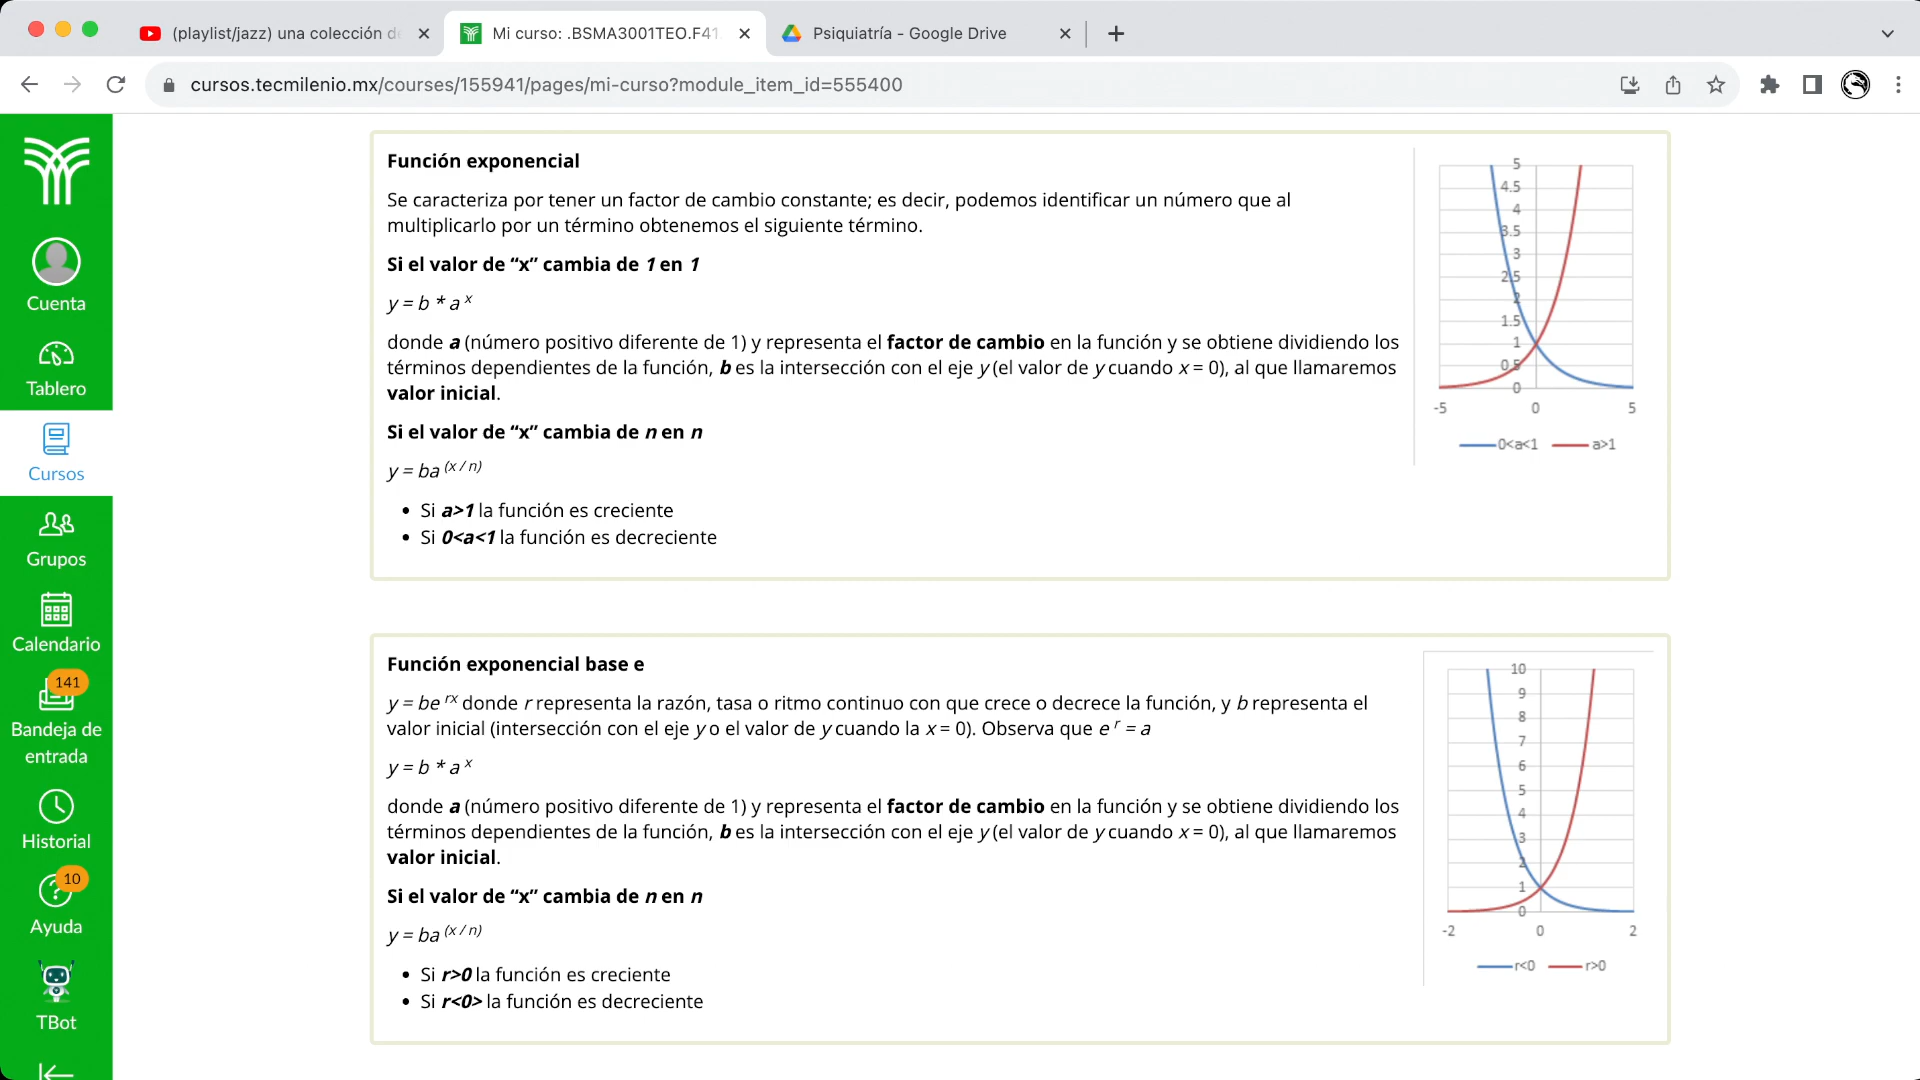 (playlist/jazz) una colección de
Mi curso: .BSMA3001TEO.F41
Psiquiatría - Google Drive
cursos.tecmilenio.mx/courses/155941/pages/mi-curso?module_item_id=555400
Cuenta
Tablero
Cursos
Grupos
Calendario
141
Bandeja de
entrada
Historial
10
Ayuda
TBot
Función exponencial
Se caracteriza por tener un factor de cambio constante; es decir, podemos identificar un número que al
multiplicarlo por un término obtenemos el siguiente término.
Si el valor de “x” cambia de 1 en 1
y = b * a x
donde a (número positivo diferente de 1) y representa el factor de cambio en la función y se obtiene dividiendo los
términos dependientes de la función, b es la intersección con el eje y (el valor de y cuando x = 0), al que llamaremos
valor inicial.
Si el valor de “x” cambia de n en n
y = ba (x / n)
Si a>1 la función es creciente
Si 0<a<1 la función es decreciente
5
4.5
4
3.5
3
2.5
2
1.5
1
0.5
0
-5 0 5
0<a<1 a>1
Función exponencial base e
y = be rx donde r representa la razón, tasa o ritmo continuo con que crece o decrece la función, y b representa el
valor inicial (intersección con el eje y o el valor de y cuando la x = 0). Observa que e r = a
y = b * a x
donde a (número positivo diferente de 1) y representa el factor de cambio en la función y se obtiene dividiendo los
términos dependientes de la función, b es la intersección con el eje y (el valor de y cuando x = 0), al que llamaremos
valor inicial.
Si el valor de “x” cambia de n en n
y = ba (x / n)
Si r>0 la función es creciente
Si r<0> la función es decreciente
10
9
8
7
6
5
4
3
2
1
0
-2 0 2
r<0 r>0